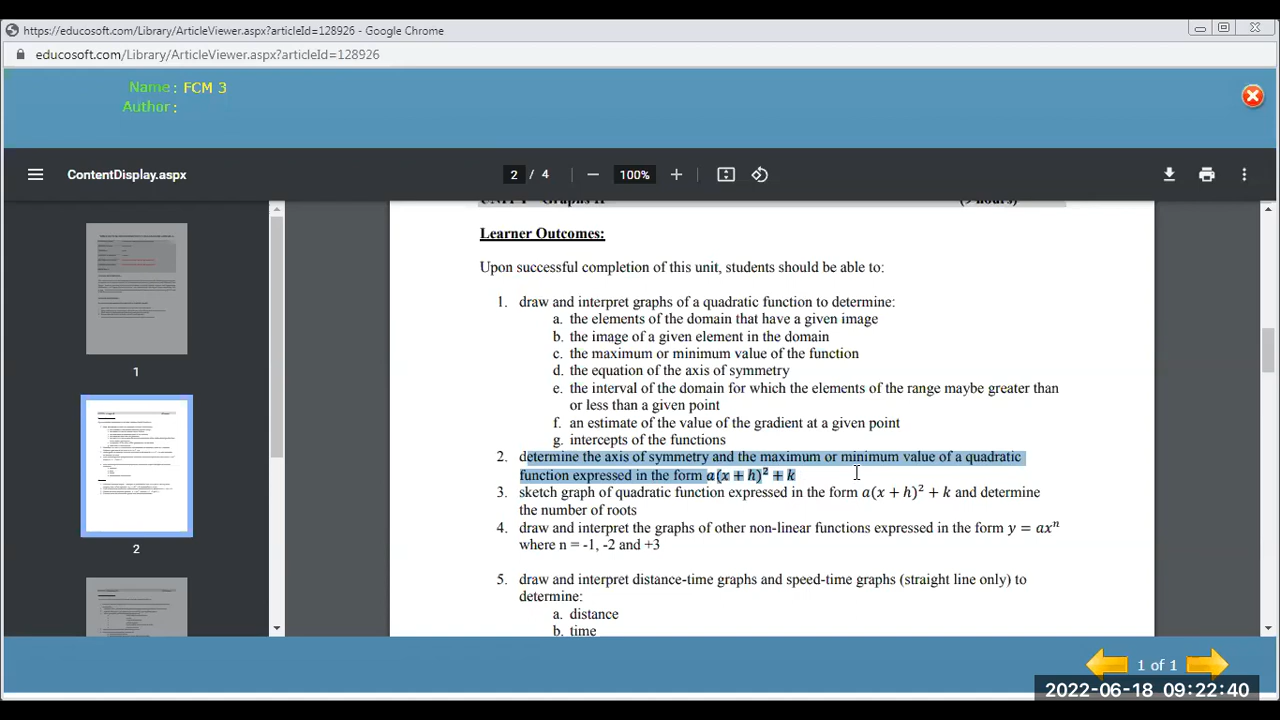 https://educosoft.com/Library/ArticleViewer.aspx?articleId=128926 - Google Chrome
educosoft.com/Library/ArticleViewer.aspx?articleId=128926
Name : FCM 3
Author :
ContentDisplay.aspx
2 / 4
100%
UNIT I – Graphs II (9 hours)
Learner Outcomes:
Upon successful completion of this unit, students should be able to:
1. draw and interpret graphs of a quadratic function to determine:
a. the elements of the domain that have a given image
b. the image of a given element in the domain
c. the maximum or minimum value of the function
d. the equation of the axis of symmetry
e. the interval of the domain for which the elements of the range maybe greater than
or less than a given point
f. an estimate of the value of the gradient at a given point
g. intercepts of the functions
2. determine the axis of symmetry and the maximum or minimum value of a quadratic
function expressed in the form a(x + h)² + k
3. sketch graph of quadratic function expressed in the form a(x + h)² + k and determine
the number of roots
4. draw and interpret the graphs of other non-linear functions expressed in the form y = axⁿ
where n = -1, -2 and +3
5. draw and interpret distance-time graphs and speed-time graphs (straight line only) to
determine:
a. distance
b. time
1
2
1 of 1
2022-06-18 09:22:40